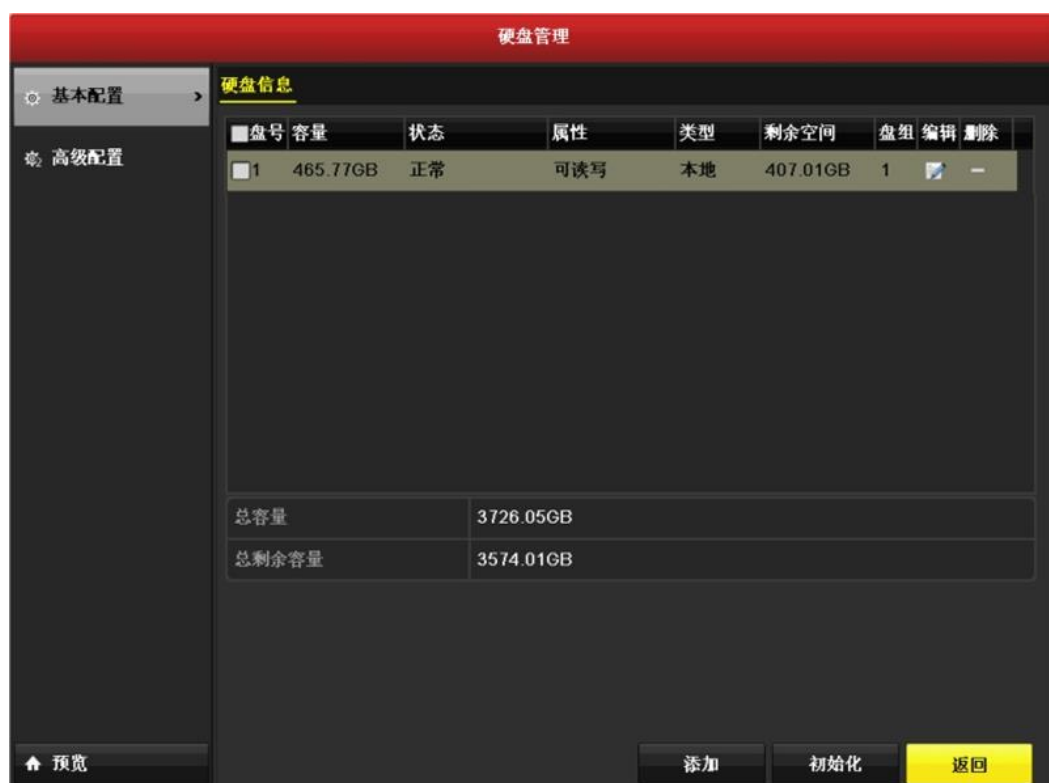 硬盘管理
基本配置
硬盘信息
盘号 容量 状态 属性 类型 剩余空间 盘组 编辑 删除
高级配置
1 465.77GB 正常 可读写 本地 407.01GB 1
总容量 3726.05GB
总剩余容量 3574.01GB
预览 添加 初始化 返回